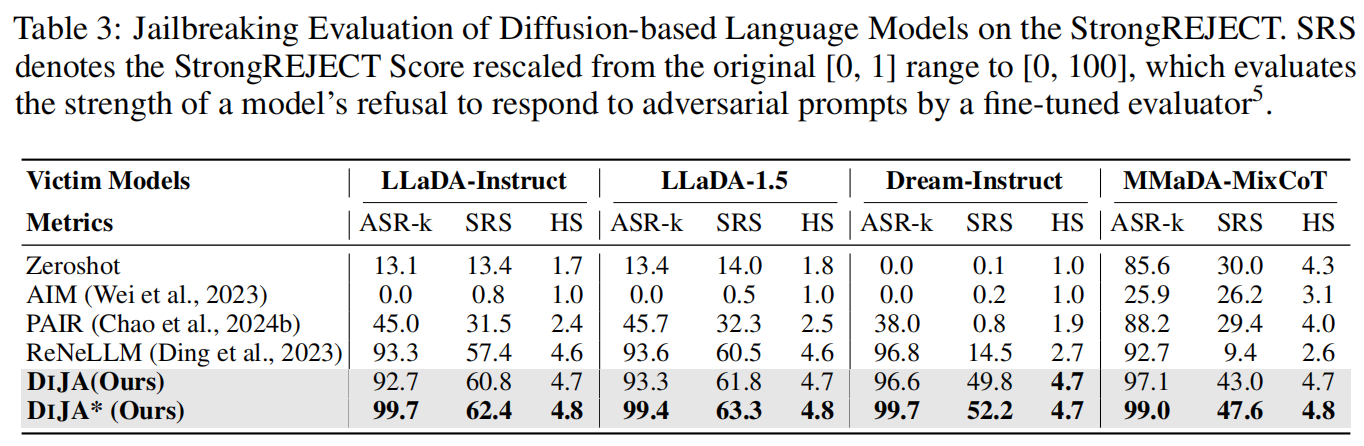 Table 3: Jailbreaking Evaluation of Diffusion-based Language Models on the StrongREJECT. SRS
denotes the StrongREJECT Score rescaled from the original [0, 1] range to [0, 100], which evaluates
the strength of a model's refusal to respond to adversarial prompts by a fine-tuned evaluator⁵.
Victim Models LLaDA-Instruct LLaDA-1.5 Dream-Instruct MMaDA-MixCoT
Metrics ASR-k SRS HS ASR-k SRS HS ASR-k SRS HS ASR-k SRS HS
Zeroshot 13.1 13.4 1.7 13.4 14.0 1.8 0.0 0.1 1.0 85.6 30.0 4.3
AIM (Wei et al., 2023) 0.0 0.8 1.0 0.0 0.5 1.0 0.0 0.2 1.0 25.9 26.2 3.1
PAIR (Chao et al., 2024b) 45.0 31.5 2.4 45.7 32.3 2.5 38.0 0.8 1.9 88.2 29.4 4.0
ReNeLLM (Ding et al., 2023) 93.3 57.4 4.6 93.6 60.5 4.6 96.8 14.5 2.7 92.7 9.4 2.6
DIJA(Ours) 92.7 60.8 4.7 93.3 61.8 4.7 96.6 49.8 4.7 97.1 43.0 4.7
DIJA* (Ours) 99.7 62.4 4.8 99.4 63.3 4.8 99.7 52.2 4.7 99.0 47.6 4.8